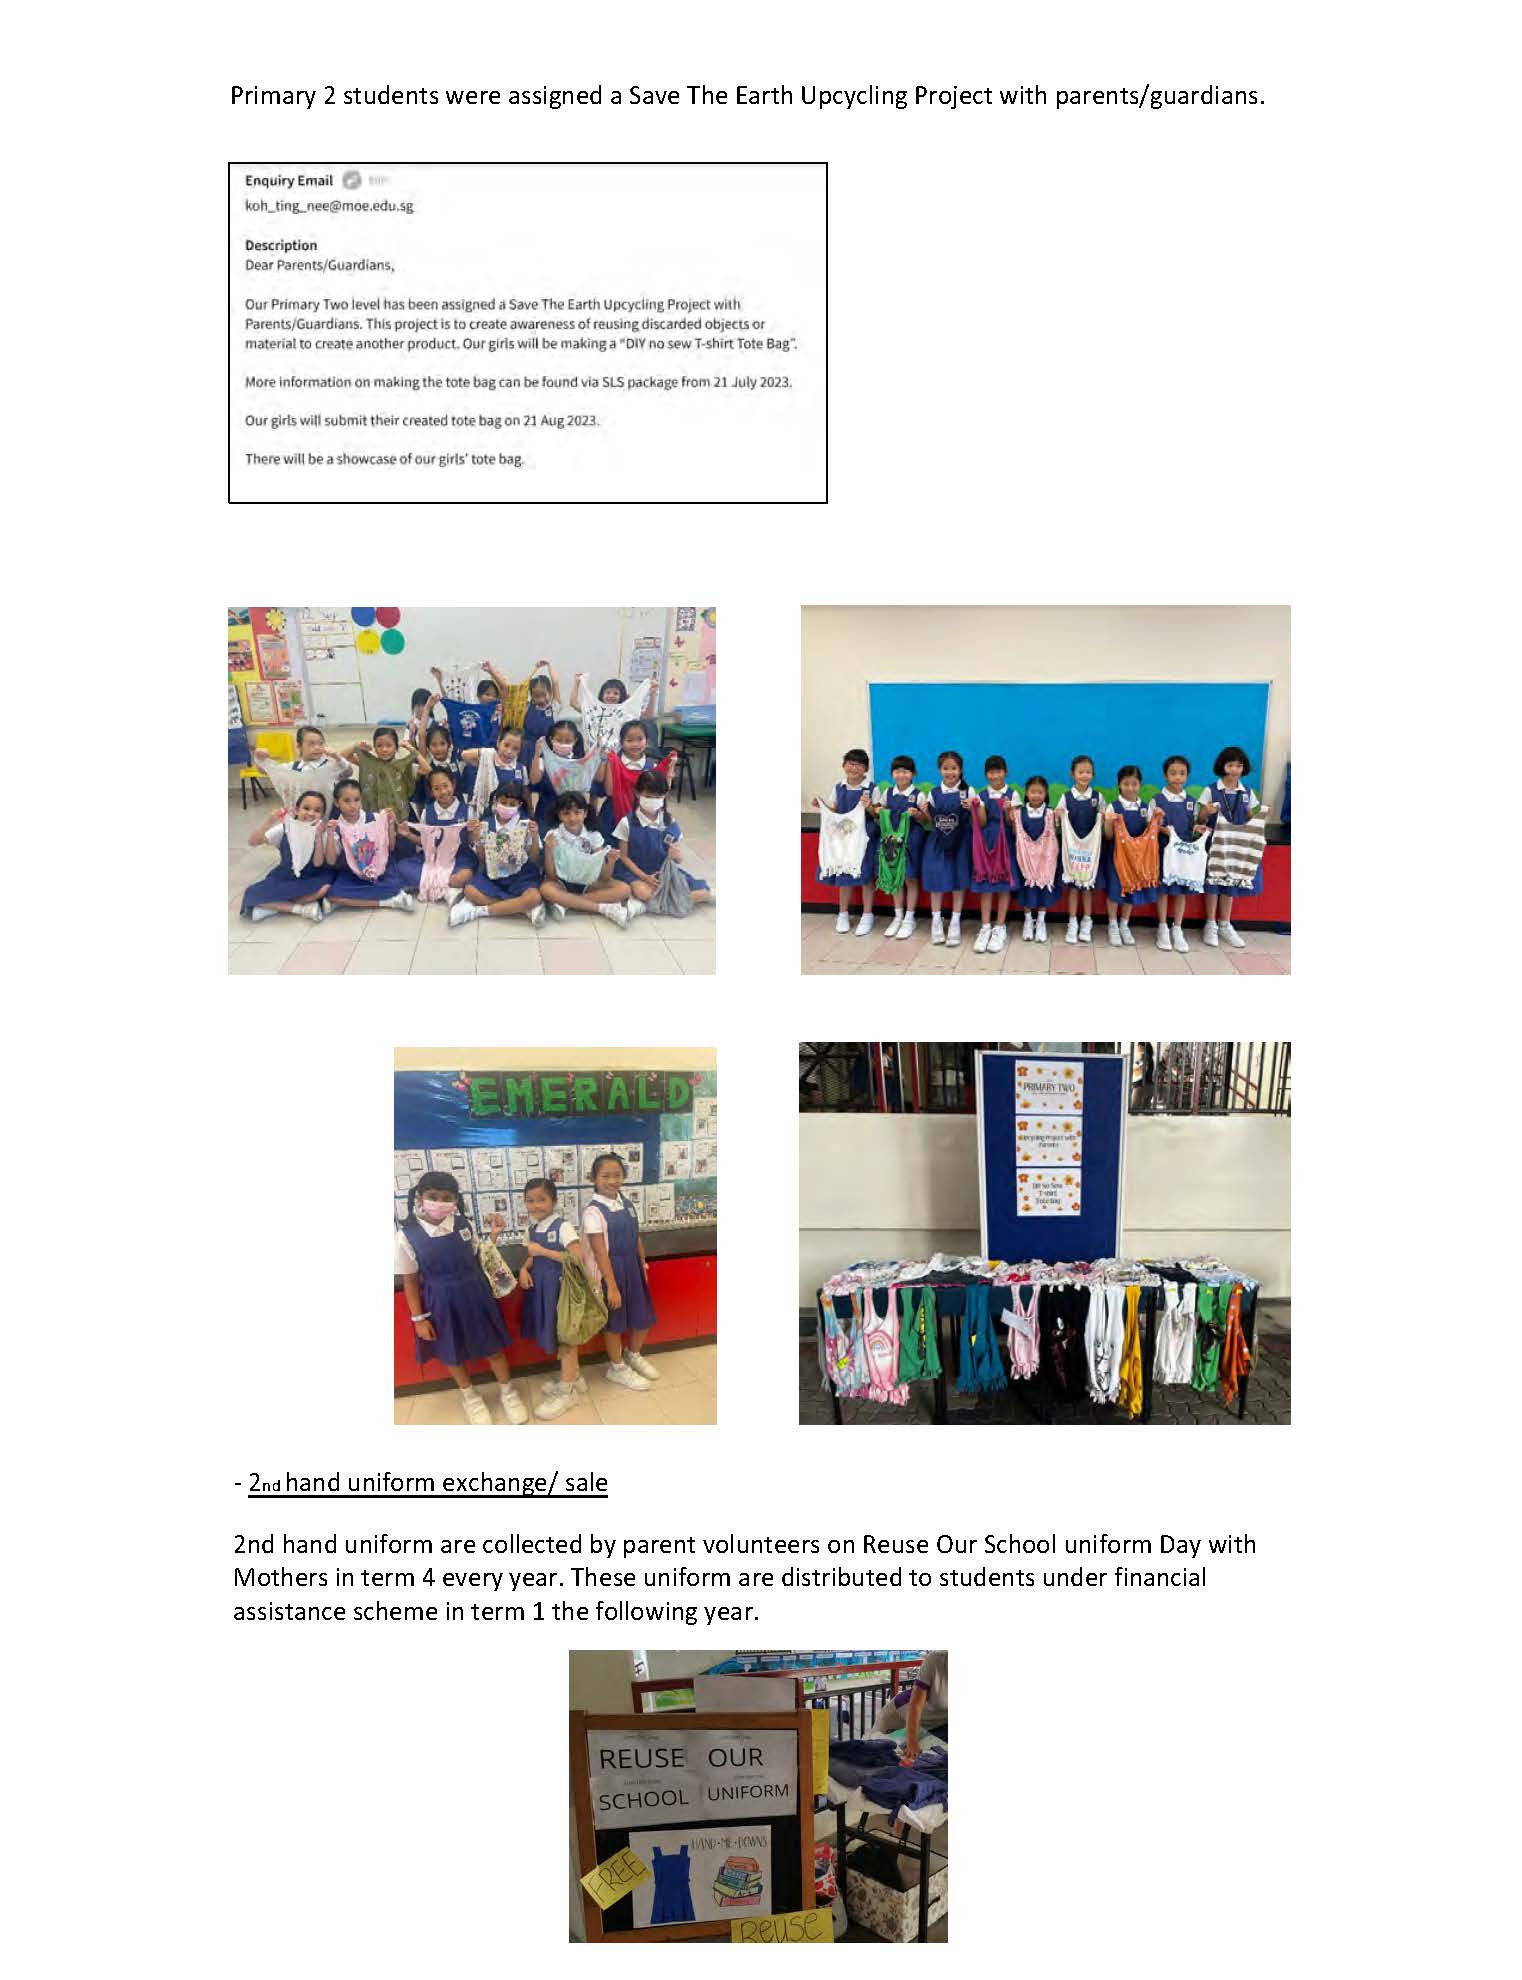 Primary 2 students were assigned a Save The Earth Upcycling Project with parents/guardians.
Enquiry Email
koh_ting_nee@moe.edu.sg
Description
Dear Parents/Guardians,
Our Primary Two level has been assigned a Save The Earth Upcycling Project with
Parents/Guardians. This project is to create awareness of reusing discarded objects or
material to create another product. Our girls will be making a "DIY no sew T-shirt Tote Bag".
More information on making the tote bag can be found via SLS package from 21 July 2023.
Our girls will submit their created tote bag on 21 Aug 2023.
There will be a showcase of our girls' tote bag.
EMERALD
PRIMARY TWO
Upcycling Project with
Parents
DIY No Sew
T-shirt
Tote Bag
- 2nd hand uniform exchange/ sale
2nd hand uniform are collected by parent volunteers on Reuse Our School uniform Day with
Mothers in term 4 every year. These uniform are distributed to students under financial
assistance scheme in term 1 the following year.
REUSE OUR
SCHOOL UNIFORM
HAND-ME-DOWNS
FREE
Reuse